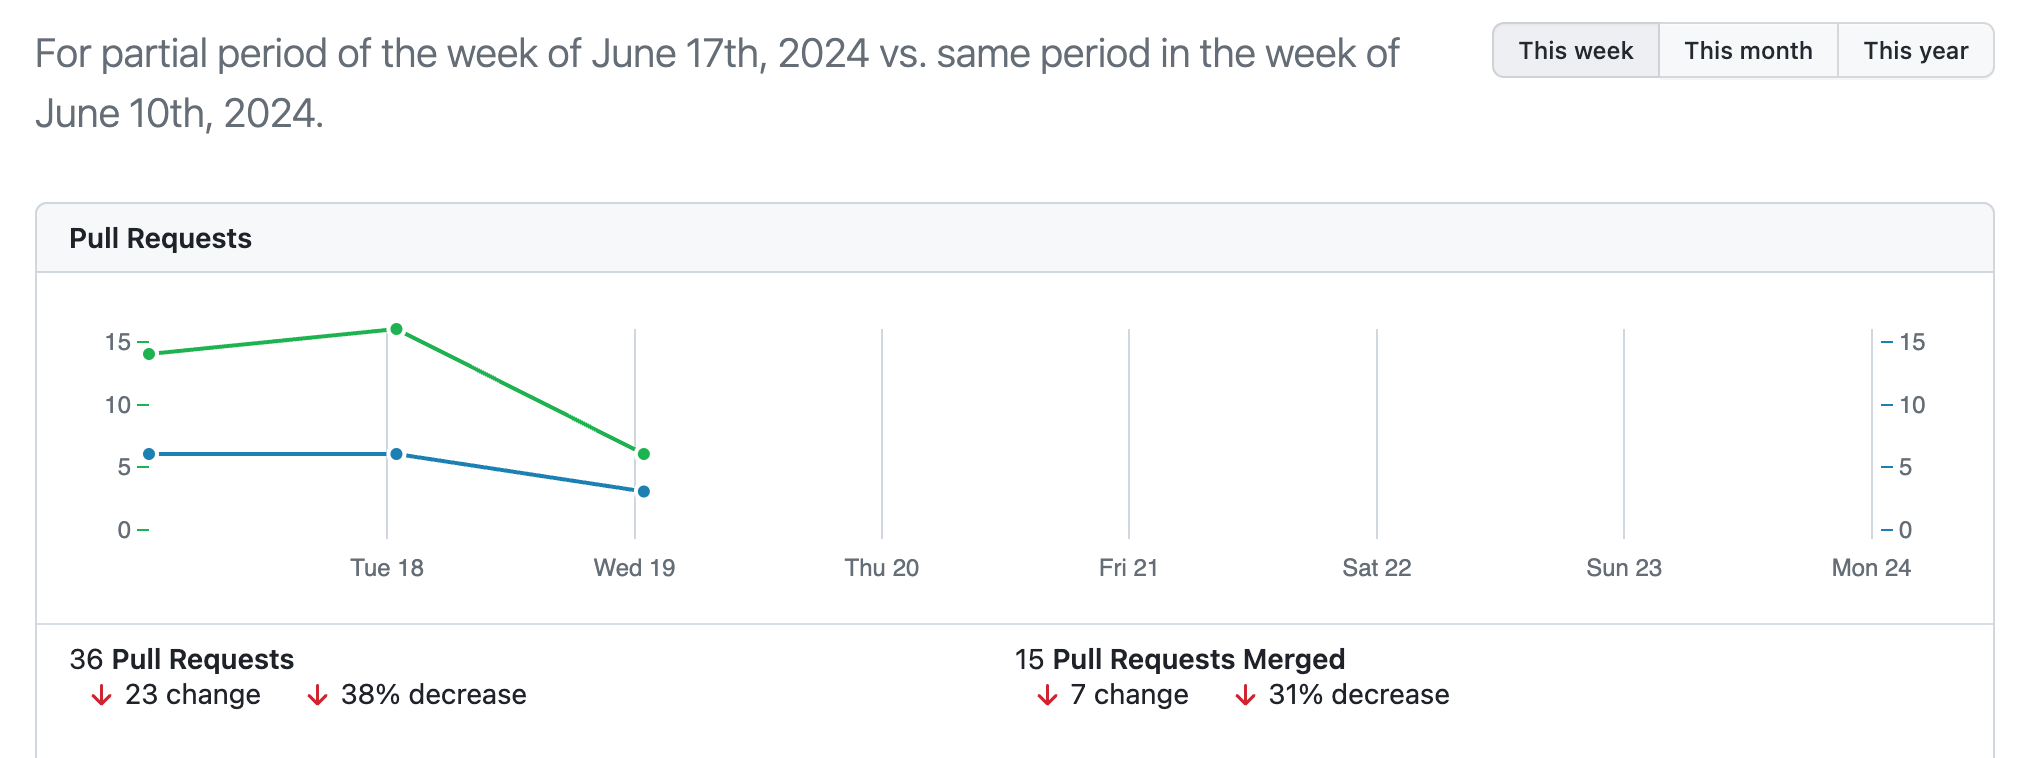 For partial period of the week of June 17th, 2024 vs. same period in the week of
June 10th, 2024.
This week This month This year
Pull Requests
15 15
10 10
5 5
0 0
Tue 18 Wed 19 Thu 20 Fri 21 Sat 22 Sun 23 Mon 24
36 Pull Requests
23 change 38% decrease
15 Pull Requests Merged
7 change 31% decrease